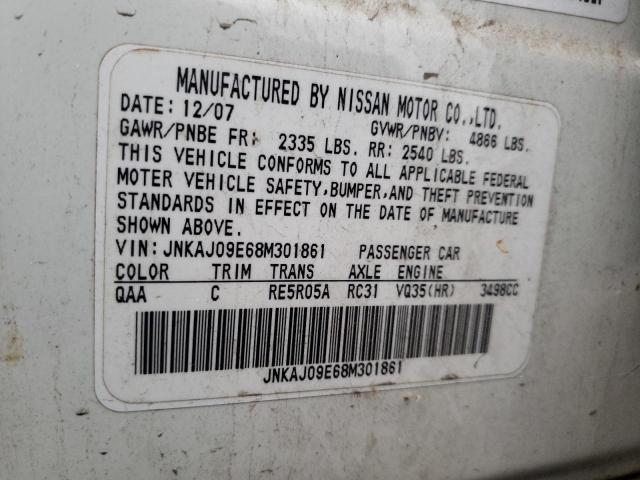 MANUFACTURED BY NISSAN MOTOR CO.,LTD.
DATE: 12/07 GVWR/PNBV: 4866 LBS.
GAWR/PNBE FR: 2335 LBS. RR: 2540 LBS.
THIS VEHICLE CONFORMS TO ALL APPLICABLE FEDERAL
MOTER VEHICLE SAFETY,BUMPER,AND THEFT PREVENTION
STANDARDS IN EFFECT ON THE DATE OF MANUFACTURE
SHOWN ABOVE.
VIN: JNKAJ09E68M301861 PASSENGER CAR
COLOR TRIM TRANS AXLE ENGINE
QAA C RE5R05A RC31 VQ35(HR) 3498CC
JNKAJ09E68M301861